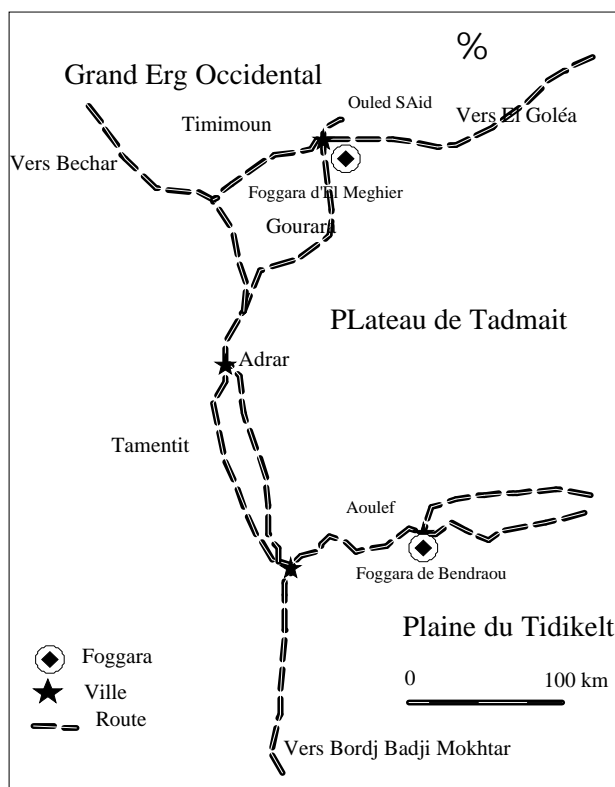 %
Grand Erg Occidental
Ouled SAid
Timimoun
Vers El Goléa
Vers Bechar
Foggara d'El Meghier
Gourara
PLateau de Tadmait
Adrar
Tamentit
Aoulef
Foggara de Bendraou
Plaine du Tidikelt
Foggara
Ville
Route
0 100 km
Vers Bordj Badji Mokhtar